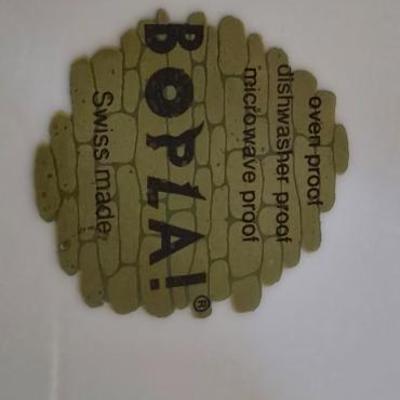 oven proof
dishwasher proof
microwave proof
BOPLA!®
Swiss made